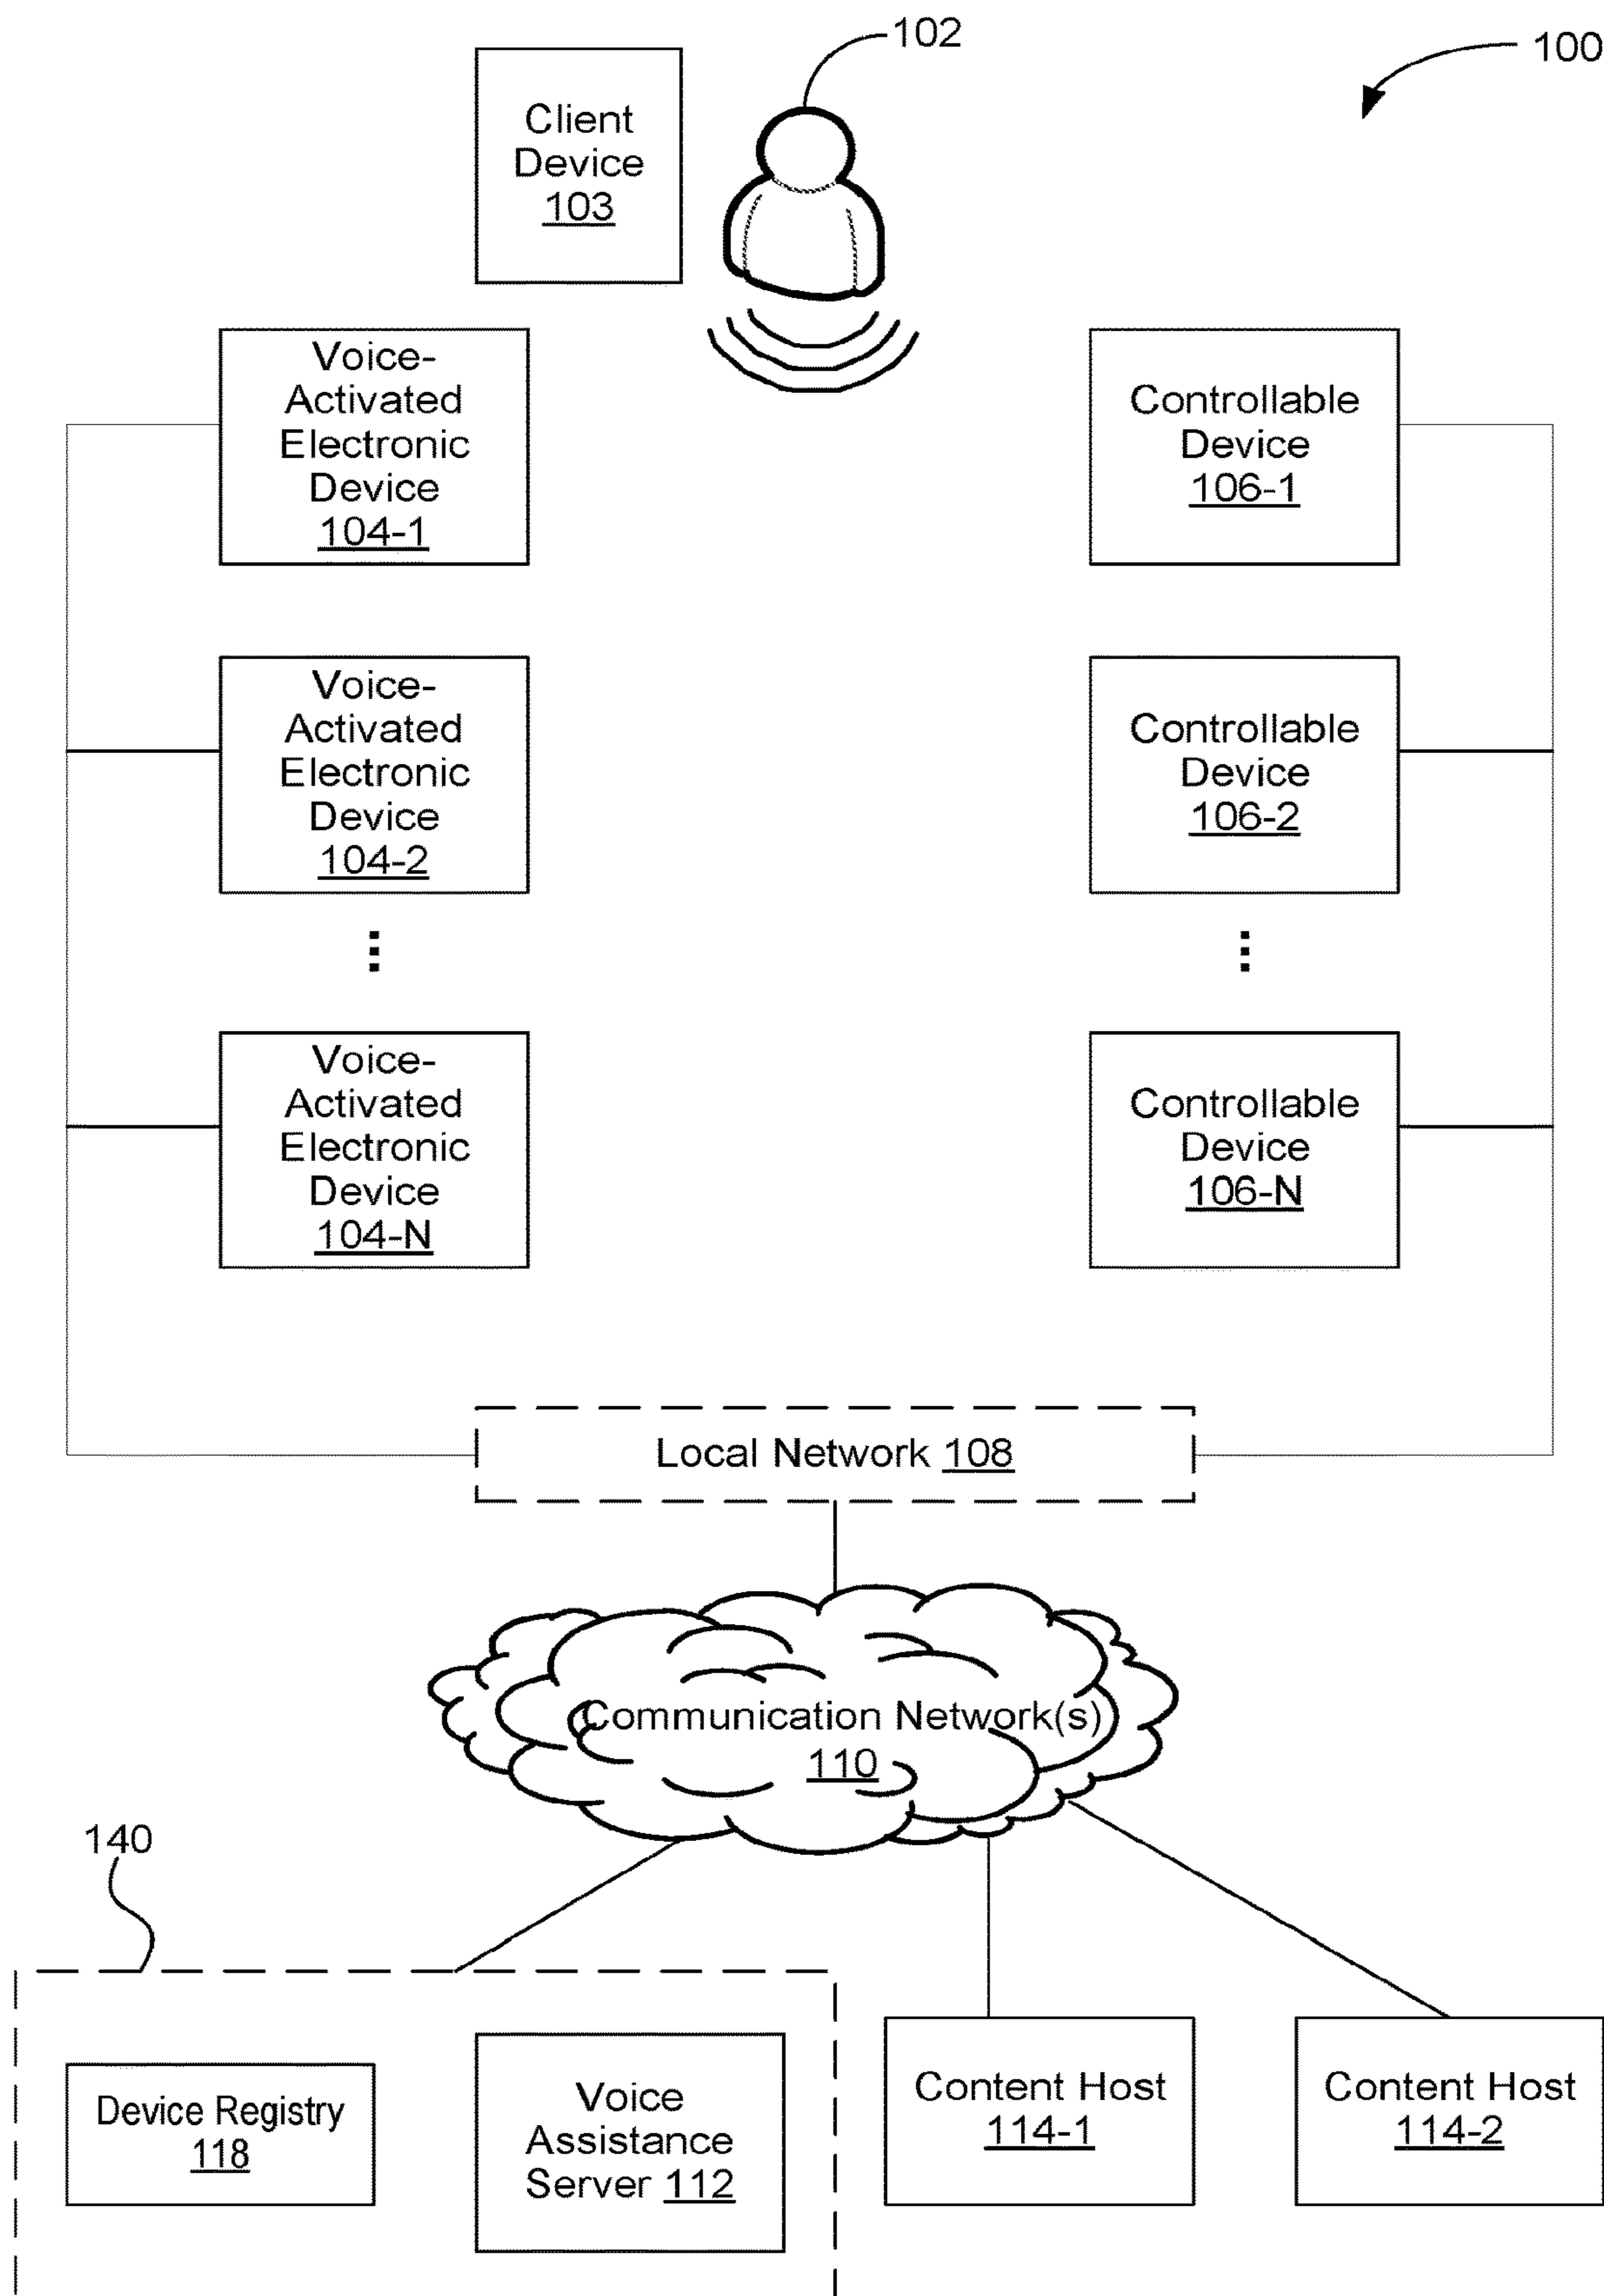 102
100
Client
Device
103
Voice-
Activated
Electronic
Device
104-1
Controllable
Device
106-1
Voice-
Activated
Electronic
Device
104-2
Controllable
Device
106-2
Voice-
Activated
Electronic
Device
104-N
Controllable
Device
106-N
Local Network 108
Communication Network(s)
110
140
Device Registry
118
Voice
Assistance
Server 112
Content Host
114-1
Content Host
114-2